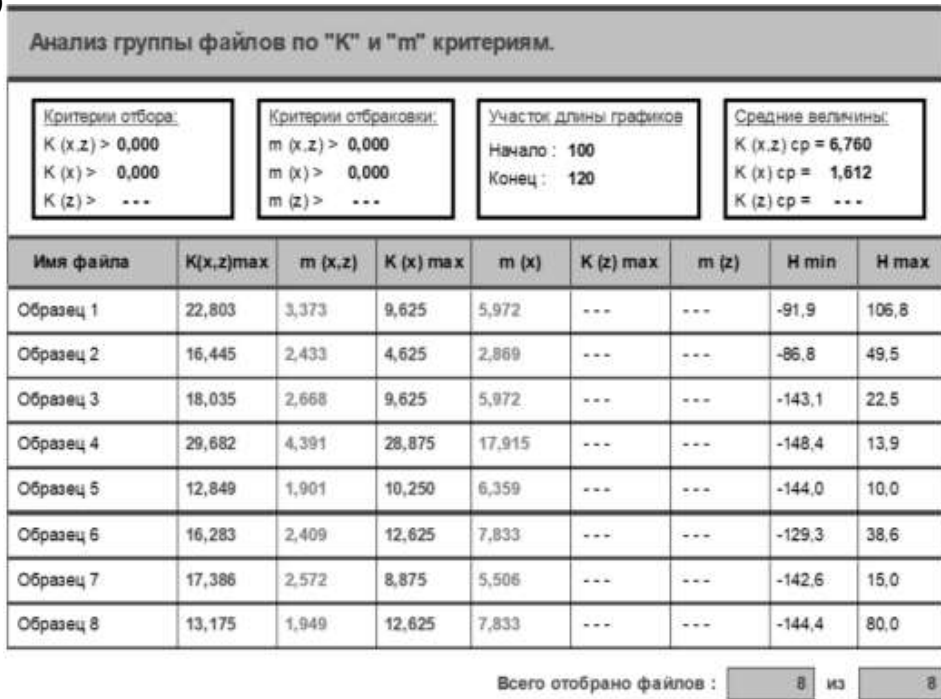 Анализ группы файлов по "К" и "m" критериям.
Критерии отбора:
K (x,z) > 0,000
K (x) > 0,000
K (z) > ---
Критерии отбраковки:
m (x,z) > 0,000
m (x) > 0,000
m (z) > ---
Участок длины графиков
Начало : 100
Конец : 120
Средние величины:
K (x,z) ср = 6,760
K (x) ср = 1,612
K (z) ср = ---
Имя файла K(x,z)max m (x,z) K (x) max m (x) K (z) max m (z) H min H max
Образец 1 22,803 3,373 9,625 5,972 --- --- -91,9 106,8
Образец 2 16,445 2,433 4,625 2,869 --- --- -86,8 49,5
Образец 3 18,035 2,668 9,625 5,972 --- --- -143,1 22,5
Образец 4 29,682 4,391 28,875 17,915 --- --- -148,4 13,9
Образец 5 12,849 1,901 10,250 6,359 --- --- -144,0 10,0
Образец 6 16,283 2,409 12,625 7,833 --- --- -129,3 38,6
Образец 7 17,386 2,572 8,875 5,506 --- --- -142,6 15,0
Образец 8 13,175 1,949 12,625 7,833 --- --- -144,4 80,0
Всего отобрано файлов : 8 из 8